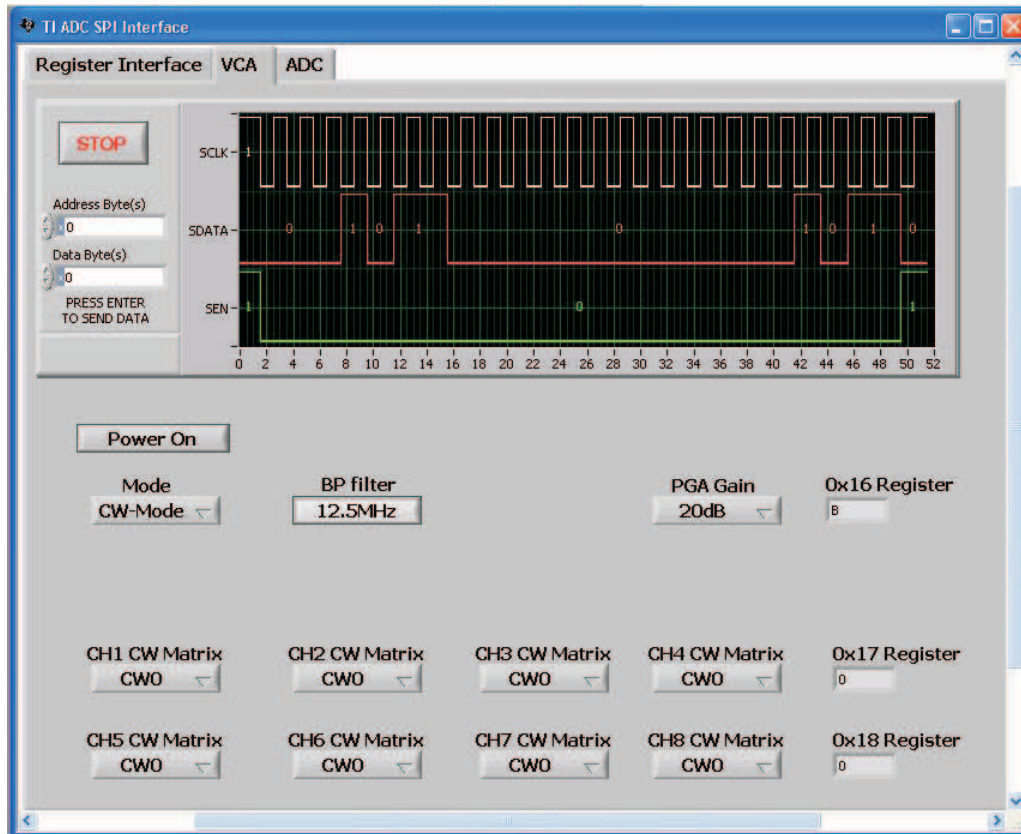 TI ADC SPI Interface
Register Interface VCA ADC
STOP
Address Byte(s)
x0
Data Byte(s)
x0
PRESS ENTER
TO SEND DATA
SCLK 1
SDATA 0 1 0 1 0 1 0 1 0
SEN 1 0 1
0 2 4 6 8 10 12 14 16 18 20 22 24 26 28 30 32 34 36 38 40 42 44 46 48 50 52
Power On
Mode BP filter PGA Gain 0x16 Register
CW-Mode 12.5MHz 20dB B
CH1 CW Matrix CH2 CW Matrix CH3 CW Matrix CH4 CW Matrix 0x17 Register
CW0 CW0 CW0 CW0 0
CH5 CW Matrix CH6 CW Matrix CH7 CW Matrix CH8 CW Matrix 0x18 Register
CW0 CW0 CW0 CW0 0